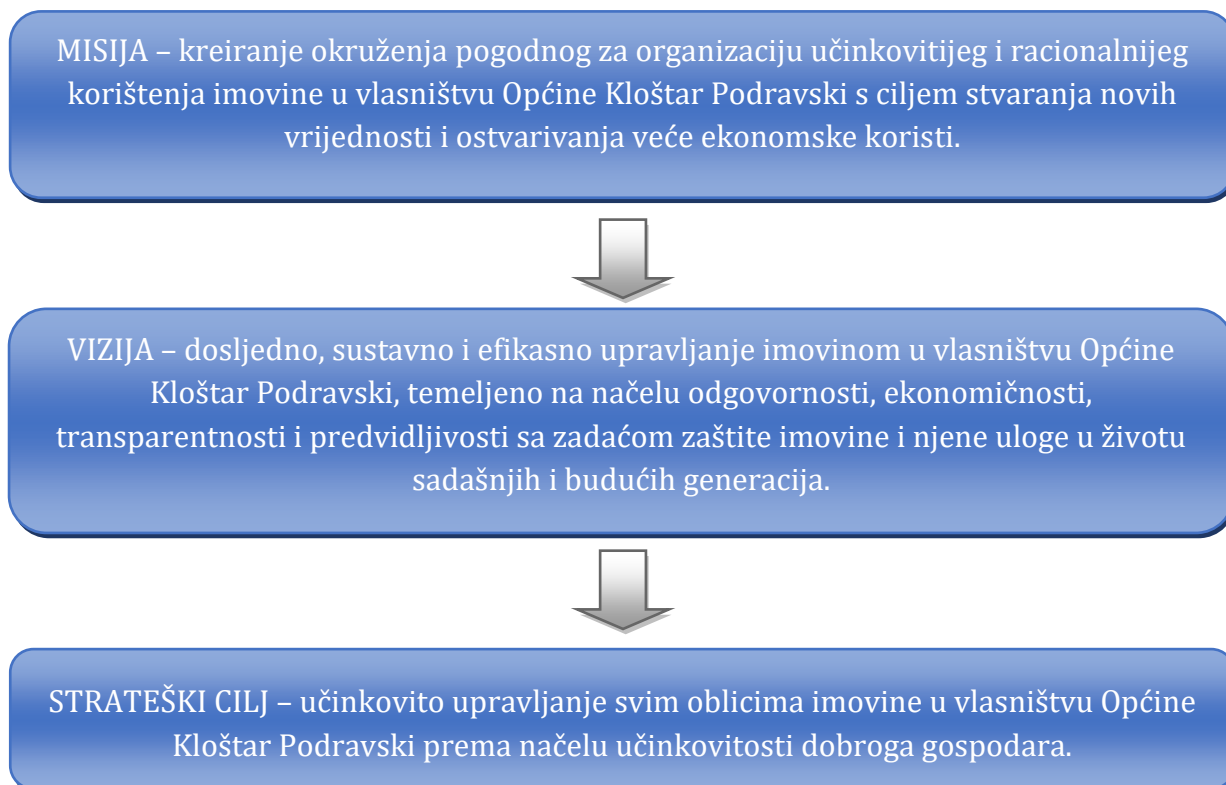 MISIJA – kreiranje okruženja pogodnog za organizaciju učinkovitijeg i racionalnijeg
korištenja imovine u vlasništvu Općine Kloštar Podravski s ciljem stvaranja novih
vrijednosti i ostvarivanja veće ekonomske koristi.
VIZIJA – dosljedno, sustavno i efikasno upravljanje imovinom u vlasništvu Općine
Kloštar Podravski, temeljeno na načelu odgovornosti, ekonomičnosti,
transparentnosti i predvidljivosti sa zadaćom zaštite imovine i njene uloge u životu
sadašnjih i budućih generacija.
STRATEŠKI CILJ – učinkovito upravljanje svim oblicima imovine u vlasništvu Općine
Kloštar Podravski prema načelu učinkovitosti dobroga gospodara.